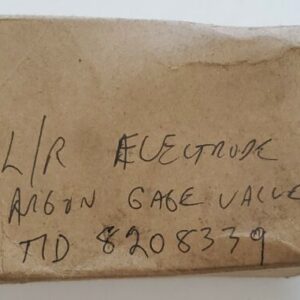 L/R ELECTRODE
ARGON GAGE VALVE
TID 8208339